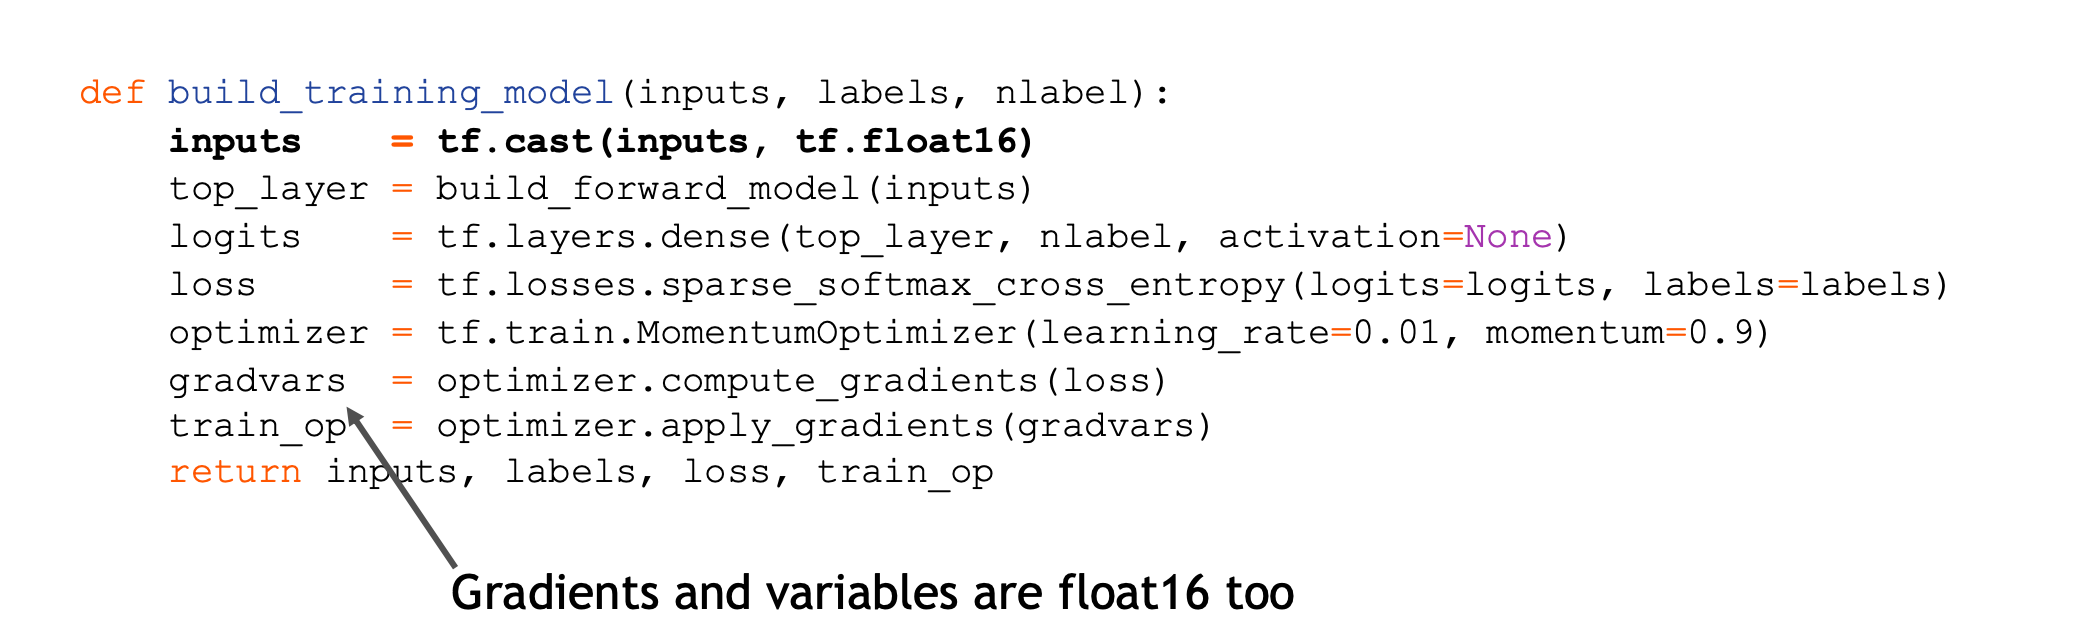 def build_training_model(inputs, labels, nlabel):
    inputs    = tf.cast(inputs, tf.float16)
    top_layer = build_forward_model(inputs)
    logits    = tf.layers.dense(top_layer, nlabel, activation=None)
    loss      = tf.losses.sparse_softmax_cross_entropy(logits=logits, labels=labels)
    optimizer = tf.train.MomentumOptimizer(learning_rate=0.01, momentum=0.9)
    gradvars  = optimizer.compute_gradients(loss)
    train_op  = optimizer.apply_gradients(gradvars)
    return inputs, labels, loss, train_op
Gradients and variables are float16 too